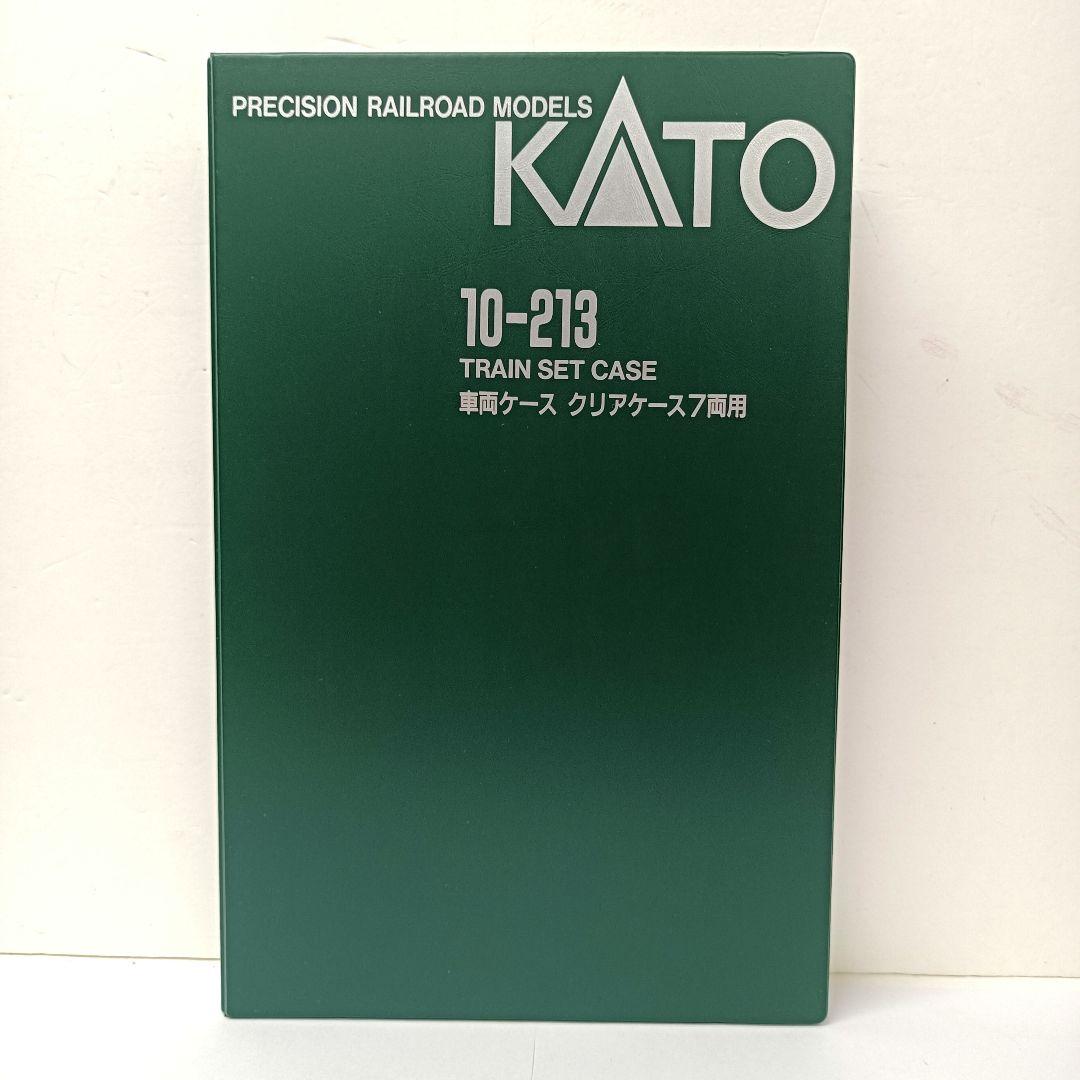 PRECISION RAILROAD MODELS
KATO
10-213
TRAIN SET CASE
車両ケース クリアケース7両用